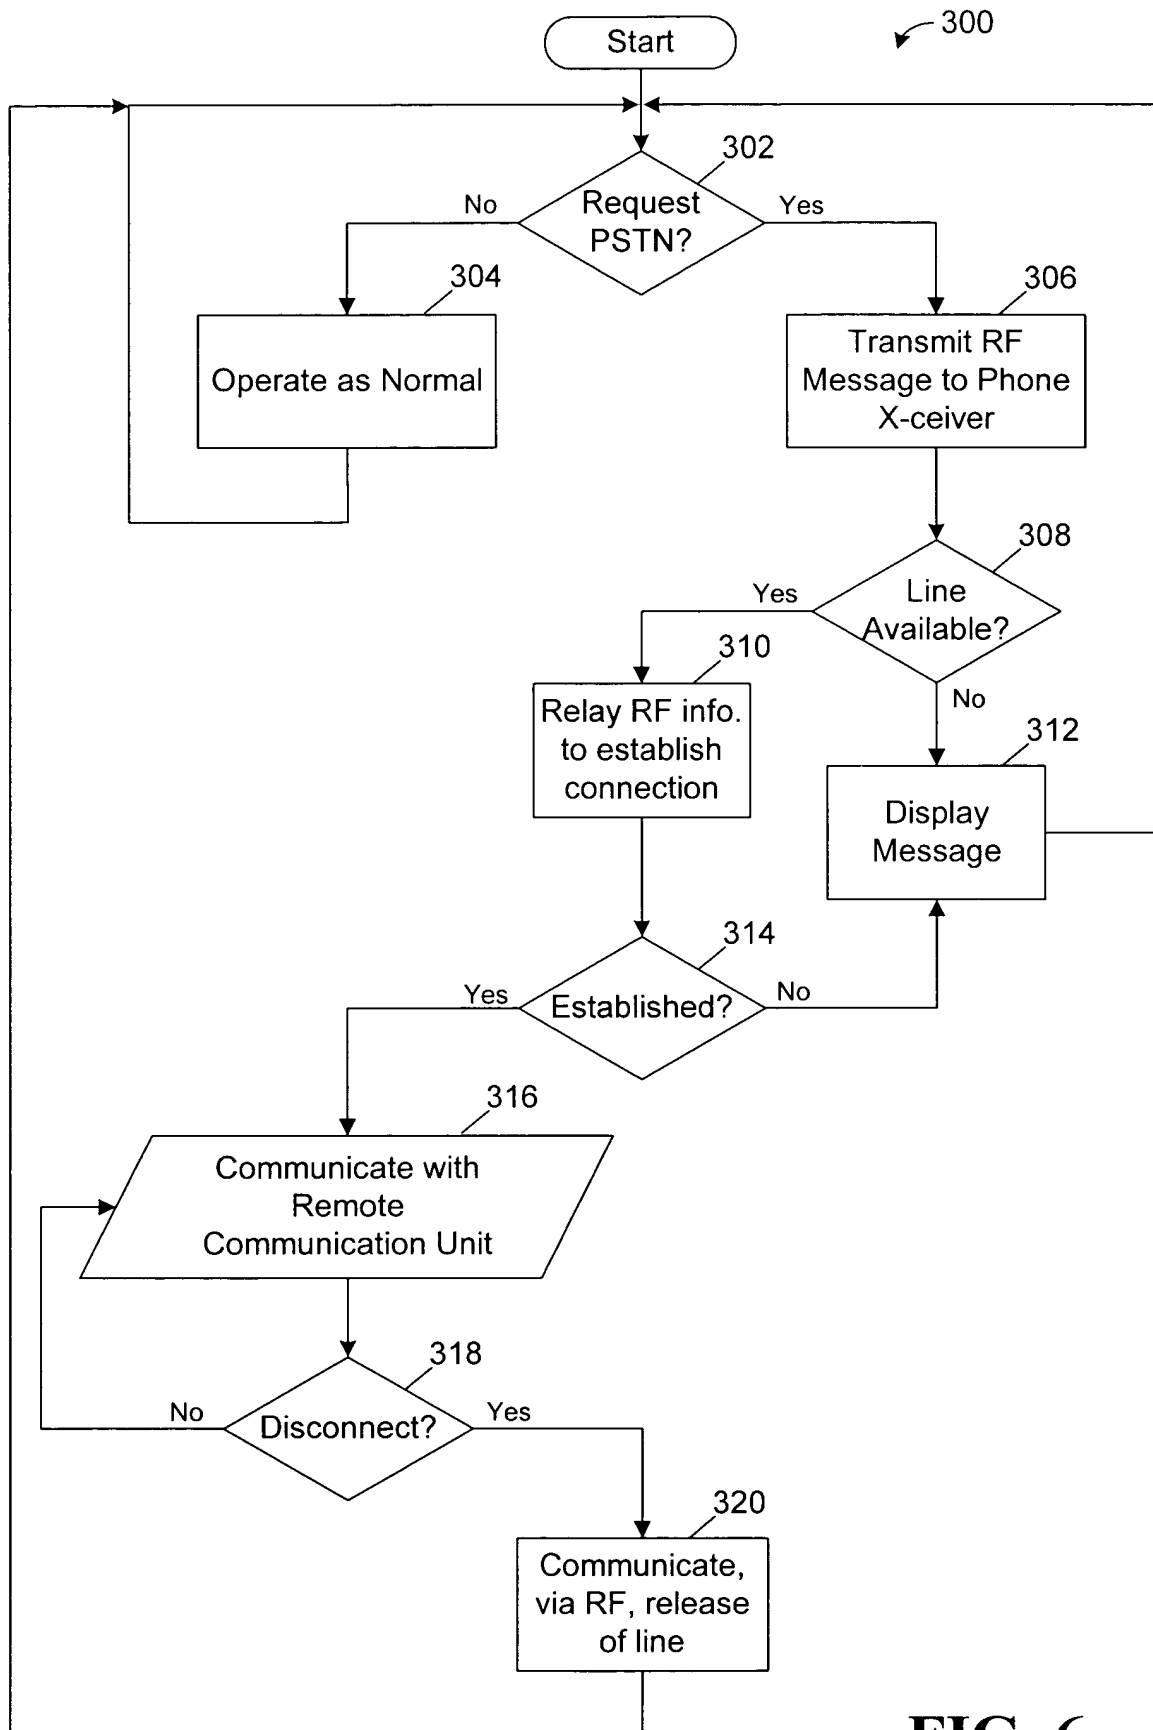 Start
300
302
Request
PSTN?
No
Yes
304
Operate as Normal
306
Transmit RF
Message to Phone
X-ceiver
308
Line
Available?
Yes
No
310
Relay RF info.
to establish
connection
312
Display
Message
314
Established?
Yes
No
316
Communicate with
Remote
Communication Unit
318
Disconnect?
No
Yes
320
Communicate,
via RF, release
of line
FIG. 6